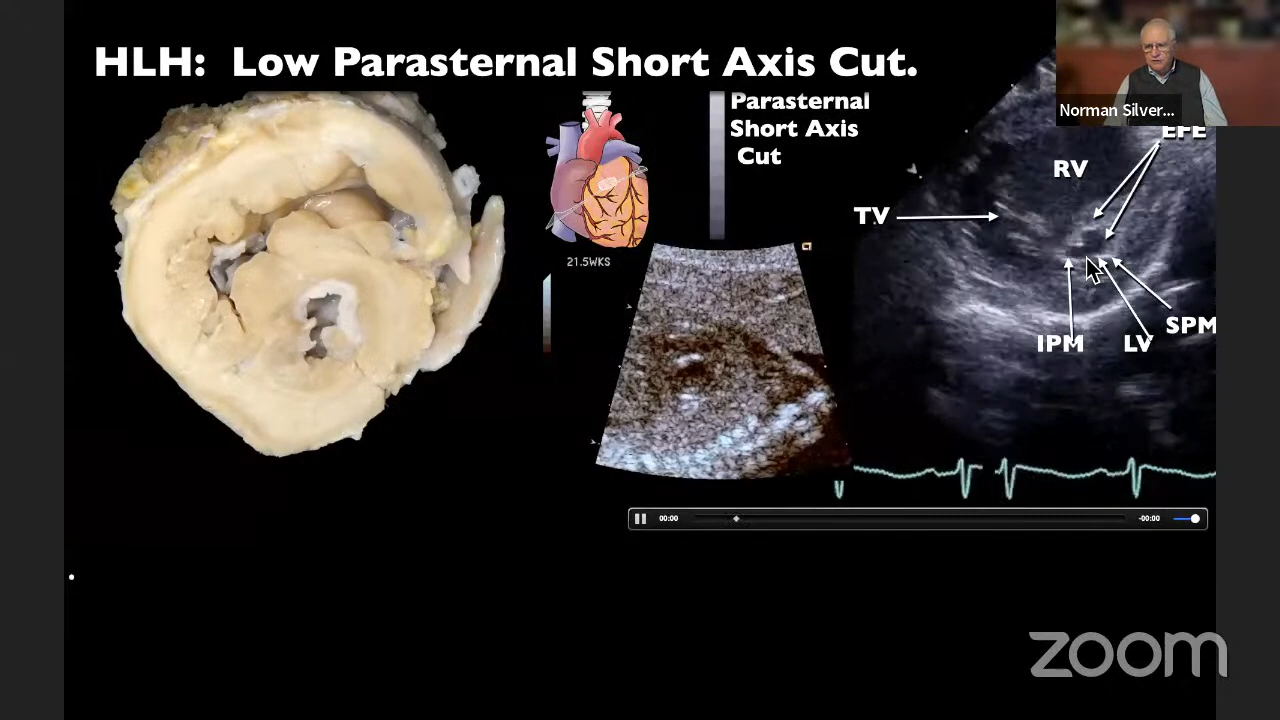 HLH: Low Parasternal Short Axis Cut.
Norman Silver...
Parasternal
Short Axis
Cut
EFE
RV
TV
21.5WKS
SPM
IPM
LV
00:00
-00:00
zoom